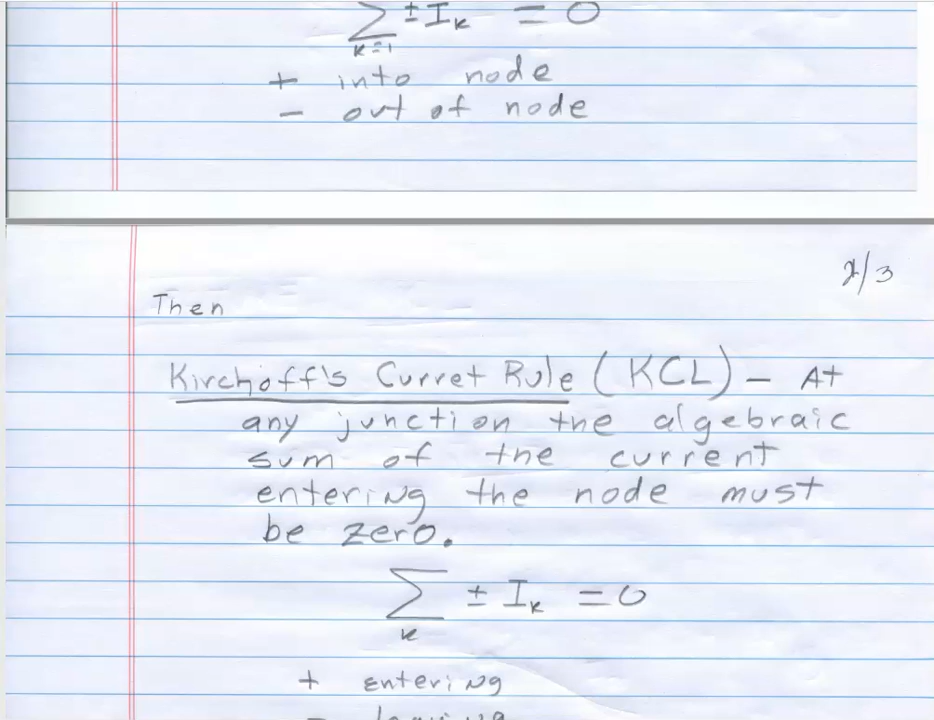 ∑ ± I_k = 0
k=1
+ into node
− out of node
2/3
Then
Kirchoff's Curret Rule (KCL) − At
any junction the algebraic
sum of the current
entering the node must
be zero.
∑ ± I_k = 0
k
+ entering
− leaving